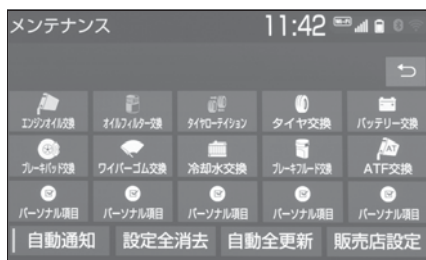 メンテナンス 11:42 Wi-Fi
エンジンオイル交換 オイルフィルター交換 タイヤローテイション タイヤ交換 バッテリー交換
ブレーキパッド交換 ワイパーゴム交換 冷却水交換 ブレーキフルード交換 ATF交換
パーソナル項目 パーソナル項目 パーソナル項目 パーソナル項目 パーソナル項目
自動通知 設定全消去 自動全更新 販売店設定